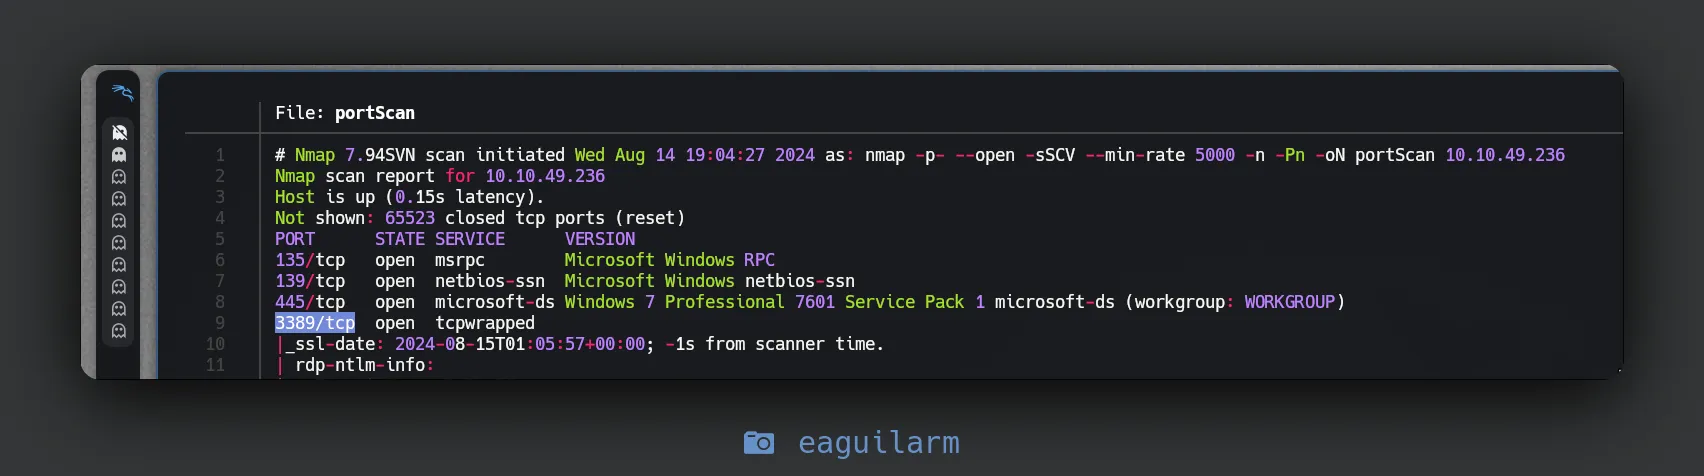 File: portScan
1 # Nmap 7.94SVN scan initiated Wed Aug 14 19:04:27 2024 as: nmap -p- --open -sSCV --min-rate 5000 -n -Pn -oN portScan 10.10.49.236
2 Nmap scan report for 10.10.49.236
3 Host is up (0.15s latency).
4 Not shown: 65523 closed tcp ports (reset)
5 PORT STATE SERVICE VERSION
6 135/tcp open msrpc Microsoft Windows RPC
7 139/tcp open netbios-ssn Microsoft Windows netbios-ssn
8 445/tcp open microsoft-ds Windows 7 Professional 7601 Service Pack 1 microsoft-ds (workgroup: WORKGROUP)
9 3389/tcp open tcpwrapped
10 |_ssl-date: 2024-08-15T01:05:57+00:00; -1s from scanner time.
11 | rdp-ntlm-info:
eaguilarm